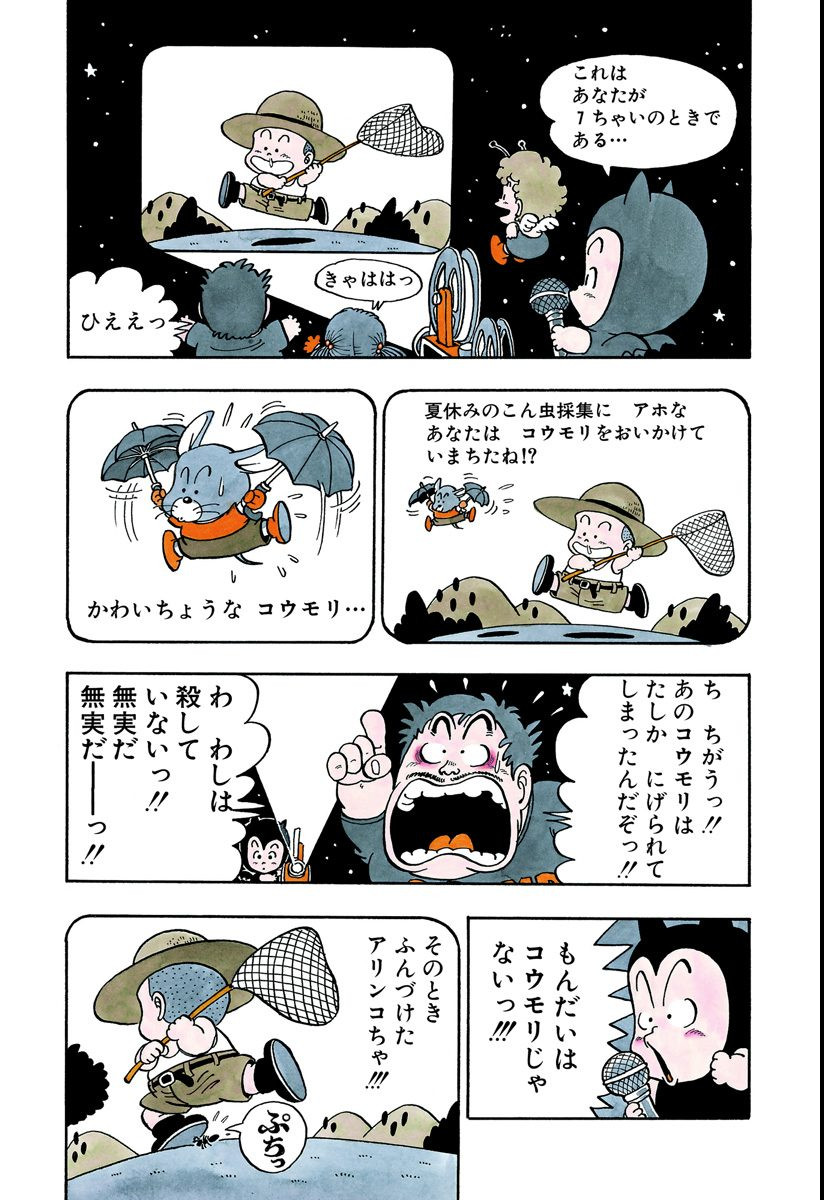 これは
あなたが
1ちゃいのときで
ある…
きゃははっ
ひええっ
夏休みのこん虫採集に アホな
あなたは コウモリをおいかけて
いまちたね!?
かわいちょうな コウモリ…
ち ちがうっ!!
あのコウモリは
たしか にげられて
しまったんだぞっ!!
わ わしは
殺して
いないっ!!
無実だ
無実だーーっ!!
もんだいは
コウモリじゃ
ないっ!!!
そのとき
ふんづけた
アリンコちゃ!!!
ぷちっ